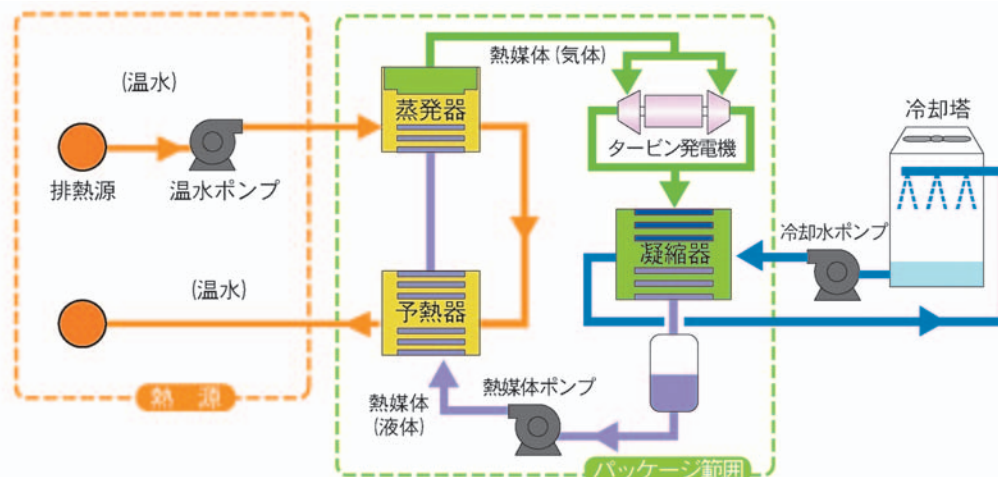 (温水)
排熱源
温水ポンプ
(温水)
熱源
蒸発器
熱媒体(気体)
タービン発電機
凝縮器
予熱器
熱媒体
(液体)
熱媒体ポンプ
パッケージ範囲
冷却塔
冷却水ポンプ